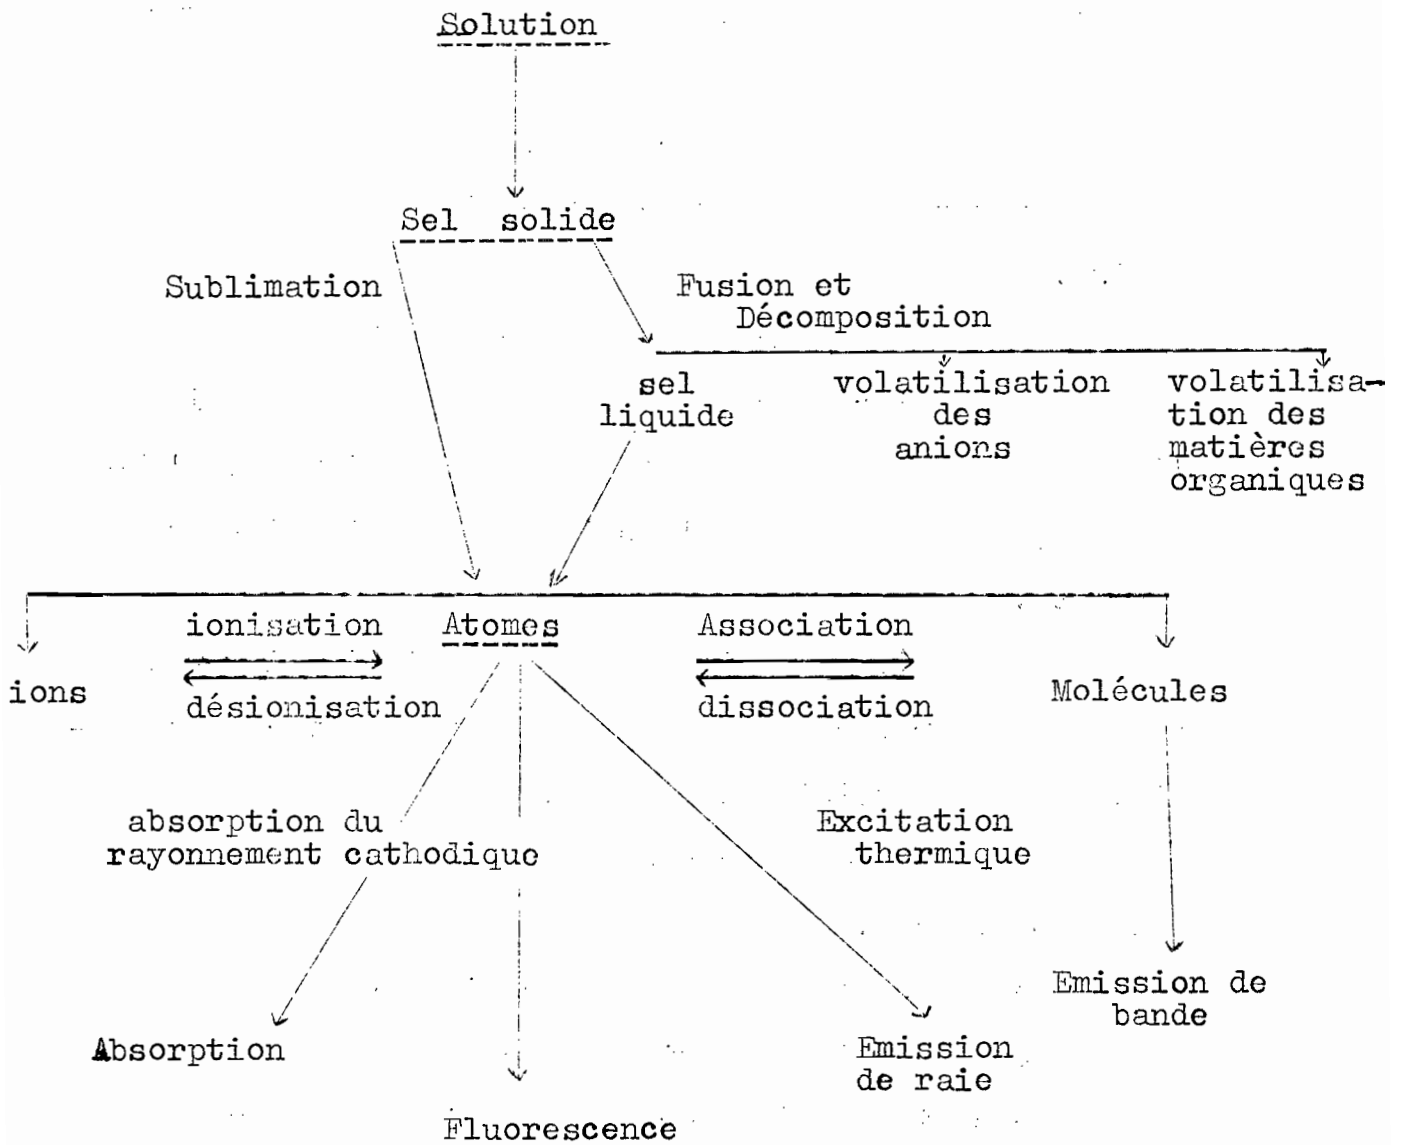 Solution
Sel solide
Sublimation
Fusion et
Décomposition
sel
liquide
volatilisation
des
anions
volatilisa-
tion des
matières
organiques
ionisation
Atomes
Association
ions
désionisation
dissociation
Molécules
absorption du
rayonnement cathodique
Excitation
thermique
Emission de
bande
Absorption
Emission
de raie
Fluorescence